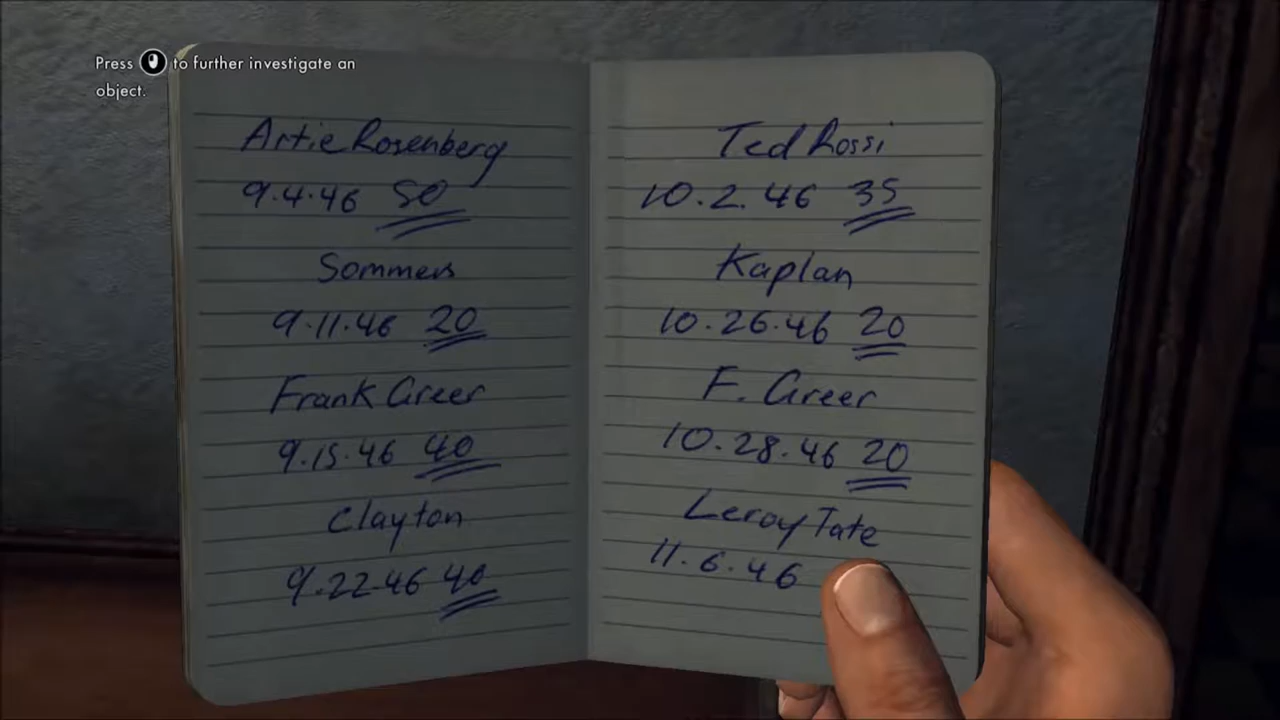 Press to further investigate an
object.
Artie Rosenberg
9.4.46 50
Sommers
9.11.46 20
Frank Greer
9.15.46 40
Clayton
9.22.46 40
Ted Rossi
10.2.46 35
Kaplan
10.26.46 20
F. Greer
10.28.46 20
Leroy Tate
11.6.46